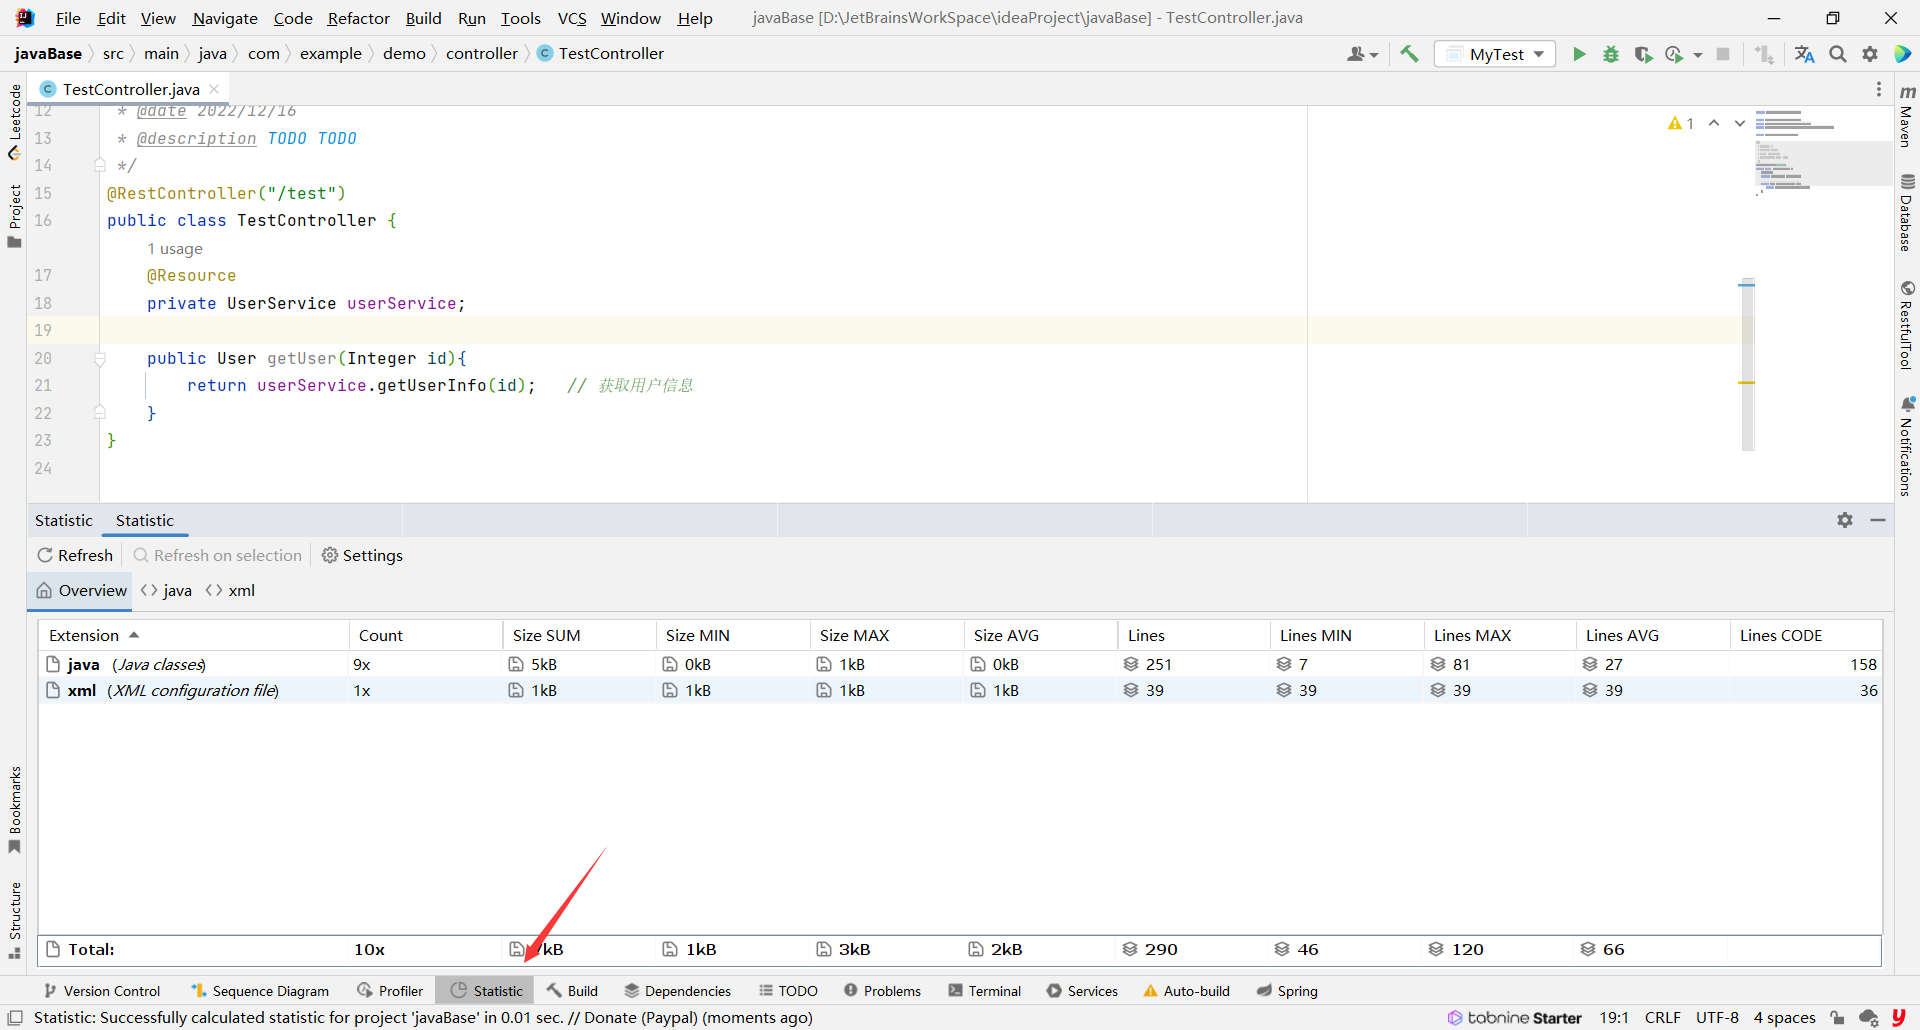 File Edit View Navigate Code Refactor Build Run Tools VCS Window Help javaBase [D:\JetBrainsWorkSpace\ideaProject\javaBase] - TestController.java
javaBase src main java com example demo controller C TestController MyTest
C TestController.java
Leetcode
Project
Bookmarks
Structure
12 * @date 2022/12/16
13 * @description TODO TODO
14 */
15 @RestController("/test")
16 public class TestController {
1 usage
17 @Resource
18 private UserService userService;
19
20 public User getUser(Integer id){
21 return userService.getUserInfo(id); // 获取用户信息
22 }
23 }
24
1
m Maven
Database
RestfulTool
Notifications
Statistic Statistic
Refresh Refresh on selection Settings
Overview java xml
Extension Count Size SUM Size MIN Size MAX Size AVG Lines Lines MIN Lines MAX Lines AVG Lines CODE
java (Java classes) 9x 5kB 0kB 1kB 0kB 251 7 81 27 158
xml (XML configuration file) 1x 1kB 1kB 1kB 1kB 39 39 39 39 36
Total: 10x 7kB 1kB 3kB 2kB 290 46 120 66
Version Control Sequence Diagram Profiler Statistic Build Dependencies TODO Problems Terminal Services Auto-build Spring
Statistic: Successfully calculated statistic for project 'javaBase' in 0.01 sec. // Donate (Paypal) (moments ago) tabnine Starter 19:1 CRLF UTF-8 4 spaces